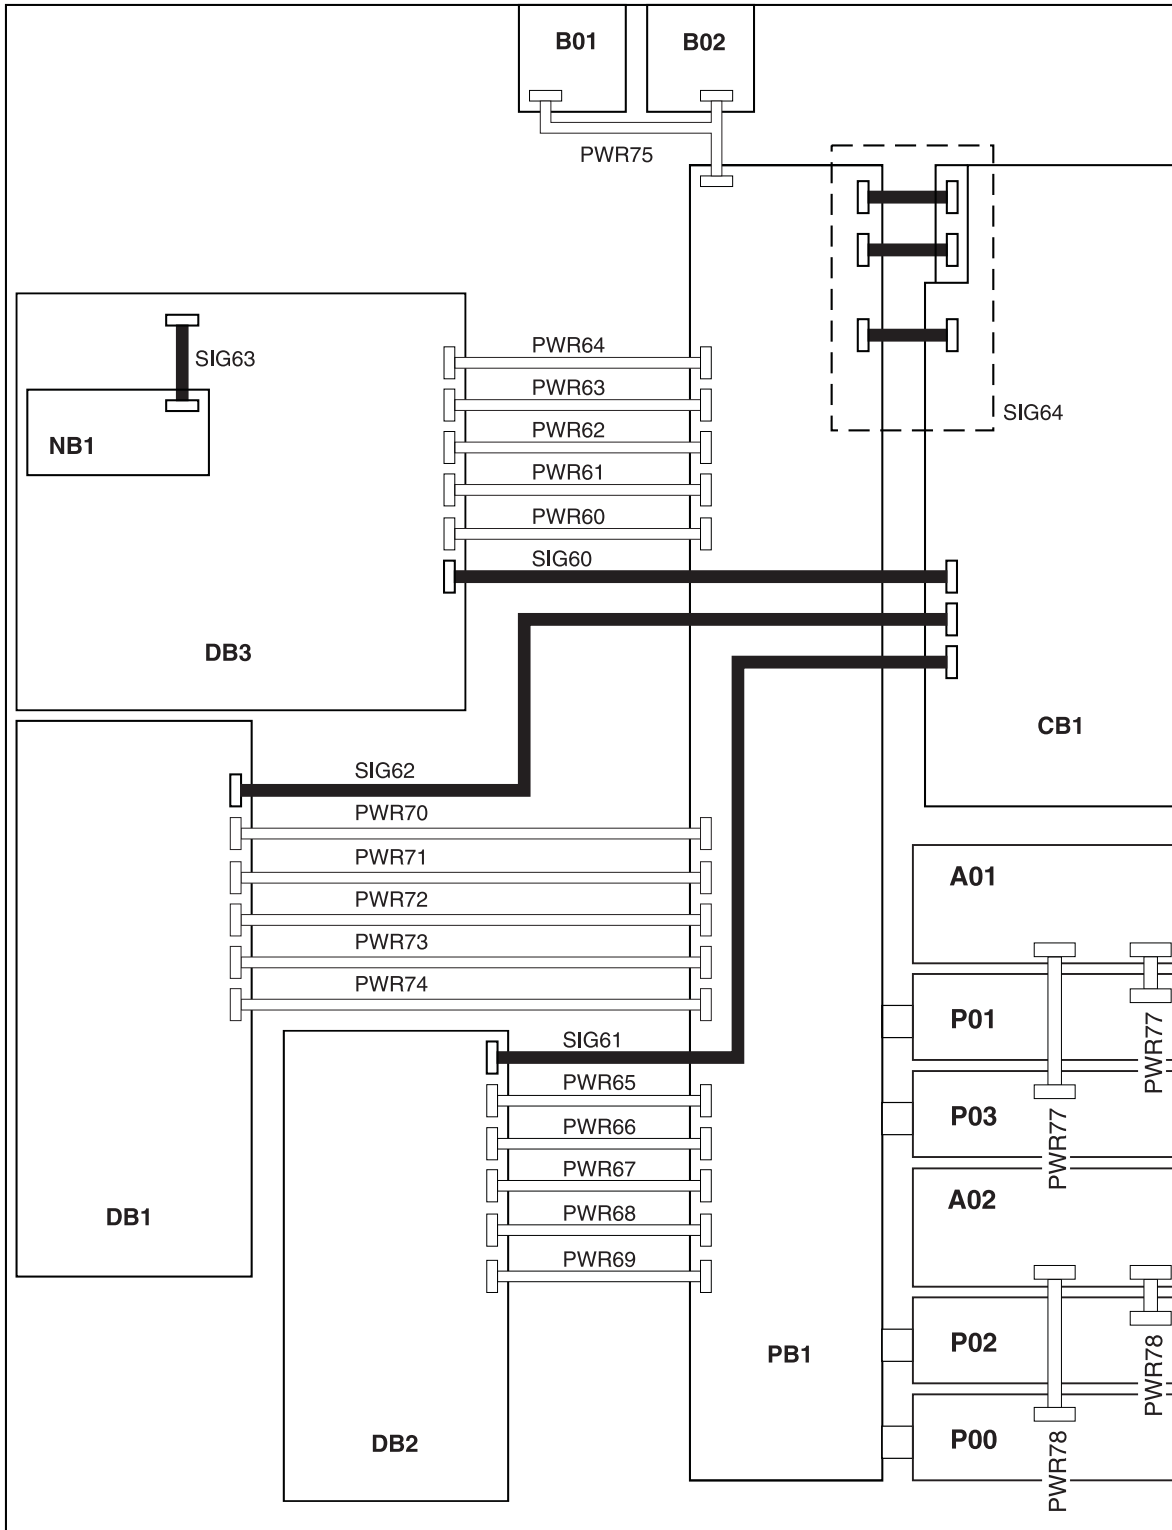 B01
B02
PWR75
SIG63
NB1
PWR64
PWR63
PWR62
PWR61
PWR60
SIG60
SIG64
DB3
CB1
SIG62
PWR70
PWR71
PWR72
PWR73
PWR74
A01
P01
PWR77
SIG61
PWR65
PWR66
PWR67
PWR68
PWR69
P03
PWR77
A02
DB1
PB1
P02
PWR78
DB2
P00
PWR78